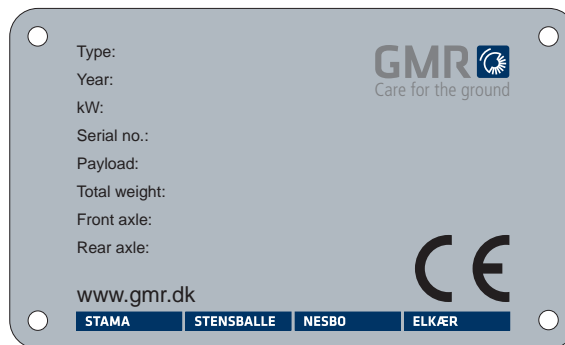 Type:
Year:
kW:
Serial no.:
Payload:
Total weight:
Front axle:
Rear axle:
GMR
Care for the ground
CE
www.gmr.dk
STAMA STENSBALLE NESBO ELKÆR